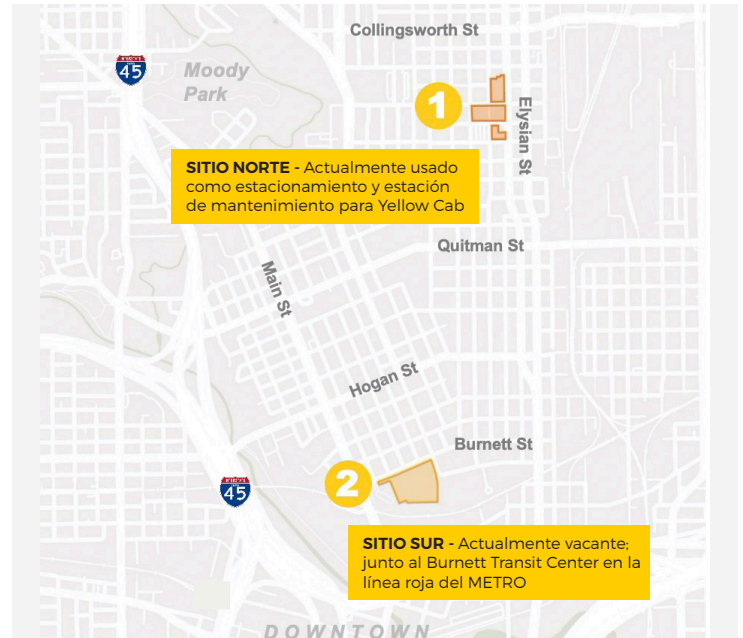 Collingsworth St
45
Moody
Park
1
Elysian St
SITIO NORTE - Actualmente usado
como estacionamiento y estación
de mantenimiento para Yellow Cab
Quitman St
Main St
Hogan St
Burnett St
45
2
SITIO SUR - Actualmente vacante;
junto al Burnett Transit Center en la
línea roja del METRO
DOWNTOWN